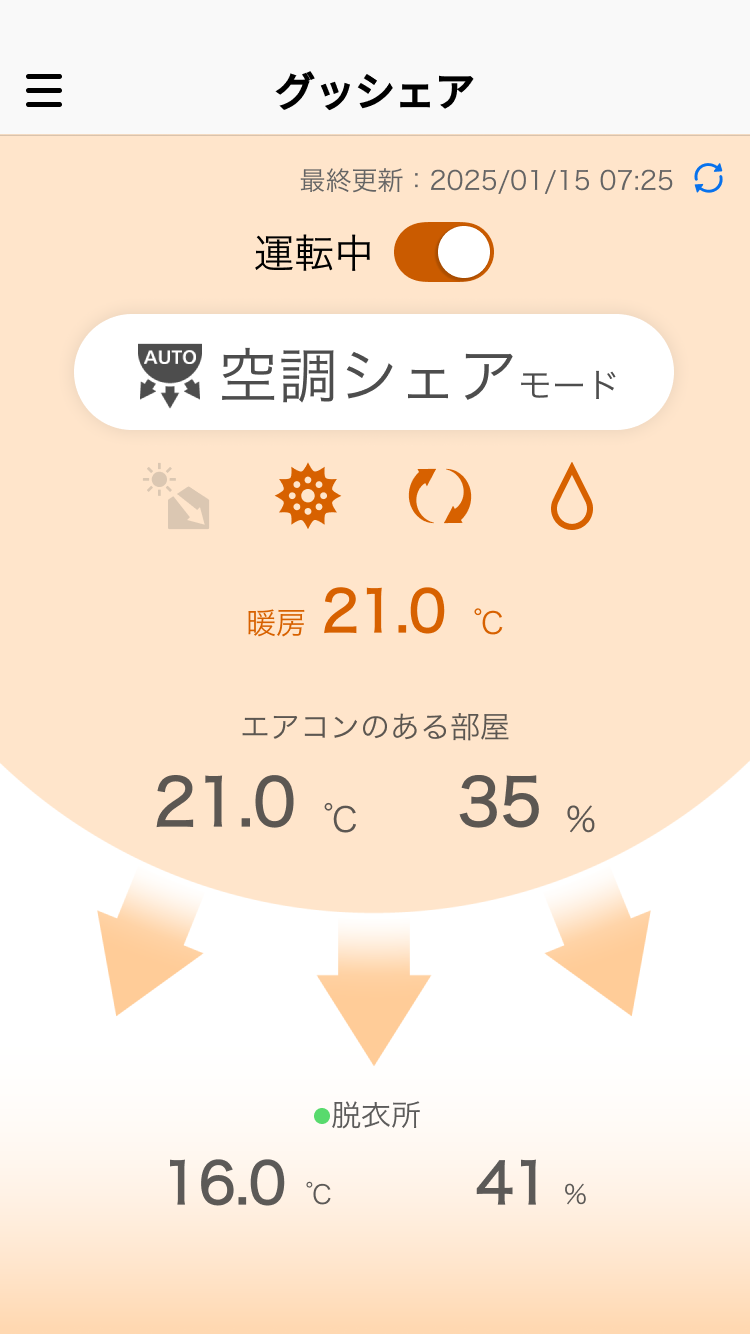 グッシェア
最終更新：2025/01/15 07:25
運転中
AUTO 空調シェアモード
暖房 21.0 ℃
エアコンのある部屋
21.0 ℃ 35 %
脱衣所
16.0 ℃ 41 %